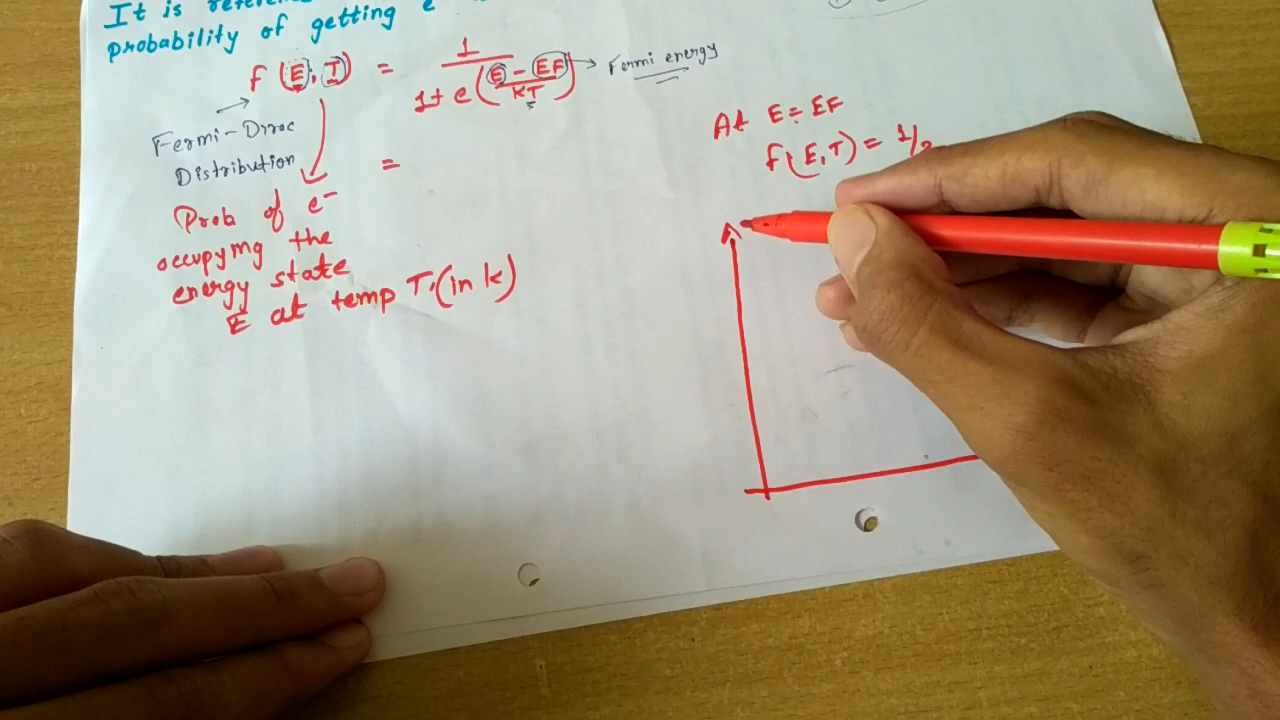 It is
probability of getting e
f (E, T) = 1 / 1+ e (E - EF / KT) → Fermi energy
Fermi-Dirac
Distribution
=
Prob of e-
occupying the
energy state
E at temp T. (in k)
At E = EF
f(E,T) = 1/2